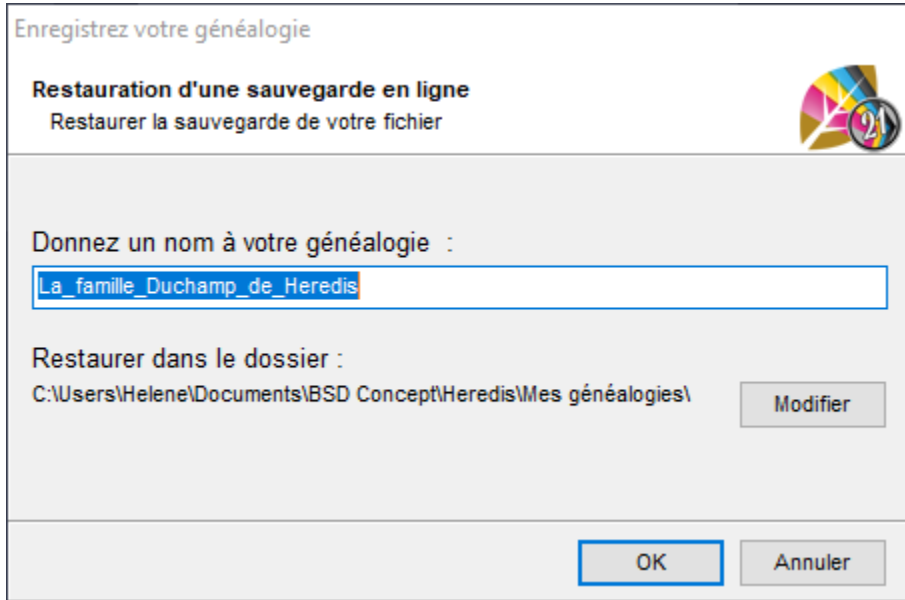 Enregistrez votre généalogie
Restauration d'une sauvegarde en ligne
Restaurer la sauvegarde de votre fichier
21
Donnez un nom à votre généalogie :
La_famille_Duchamp_de_Heredis
Restaurer dans le dossier :
C:\Users\Helene\Documents\BSD Concept\Heredis\Mes généalogies\
Modifier
OK
Annuler